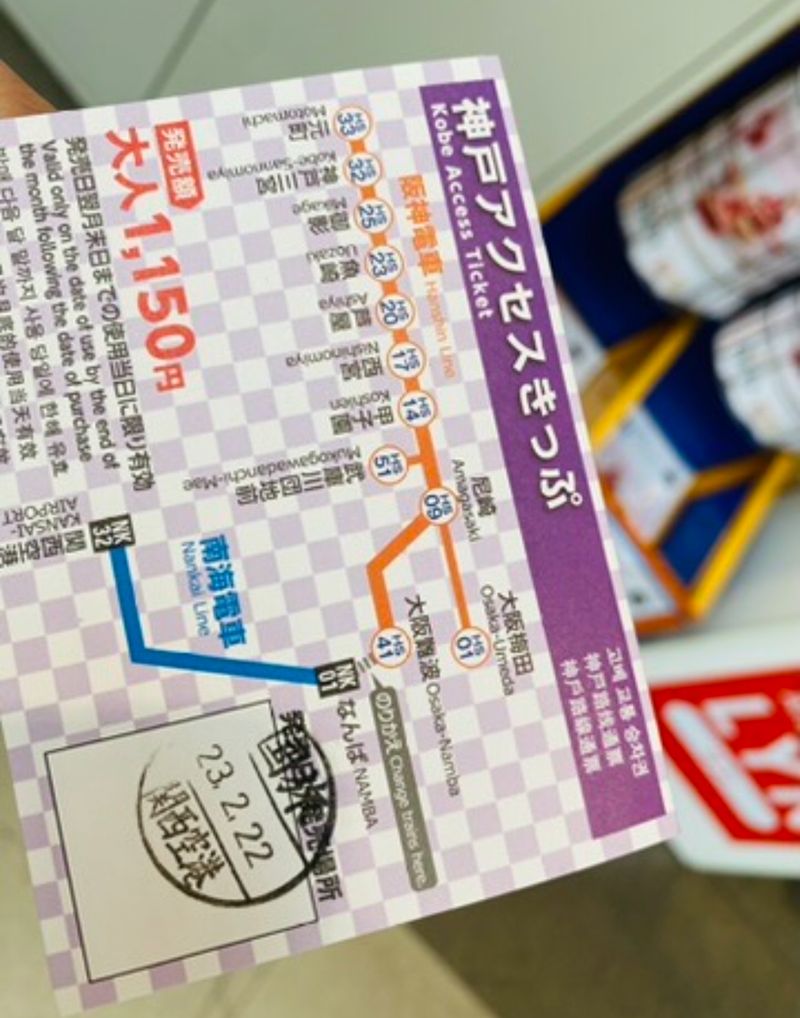 神戸アクセスきっぷ
Kobe Access Ticket
고베 교통 승차권
神戶路线通票
神戶路線通票
阪神電車 Hanshin Line
HS 33
元町
Motomachi
HS 32
神戸三宮
Kobe-Sannomiya
HS 25
御影
Mikage
HS 23
魚崎
Uozaki
HS 20
芦屋
Ashiya
HS 17
西宮
Nishinomiya
HS 14
甲子園
Koshien
HS 51
武庫川団地前
Mukogawadanchi-Mae
HS 09
尼崎
Amagasaki
HS 01
大阪梅田
Osaka-Umeda
HS 41
大阪難波 Osaka-Namba
のりかえ Change trains here.
NK 01
なんば NAMBA
南海電車
Nankai Line
NK 32
関西空港
KANSAI-
AIRPORT
発売額
大人1,150円
発売日翌月末日までの使用当日に限り有効
Valid only on the date of use by the end of
the month following the date of purchase
23.2.22
関西空港
LY